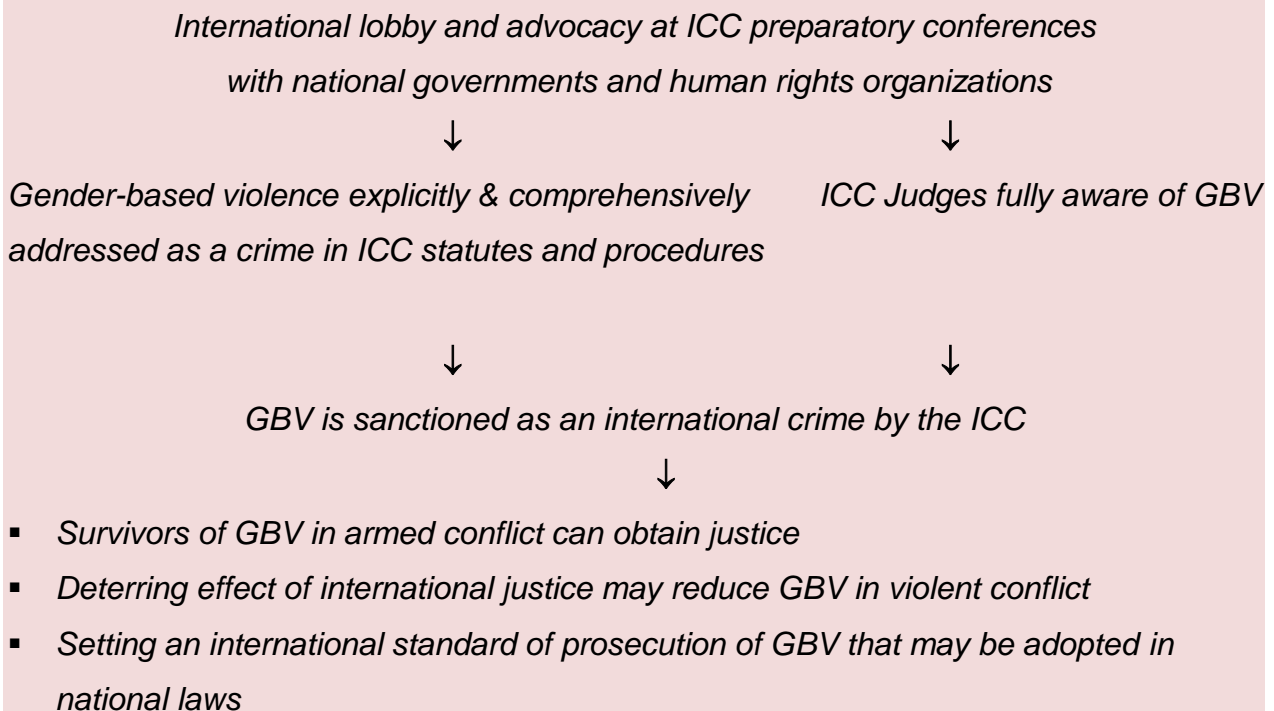 International lobby and advocacy at ICC preparatory conferences
with national governments and human rights organizations
↓ ↓
Gender-based violence explicitly & comprehensively ICC Judges fully aware of GBV
addressed as a crime in ICC statutes and procedures
↓ ↓
GBV is sanctioned as an international crime by the ICC
↓
▪ Survivors of GBV in armed conflict can obtain justice
▪ Deterring effect of international justice may reduce GBV in violent conflict
▪ Setting an international standard of prosecution of GBV that may be adopted in
national laws